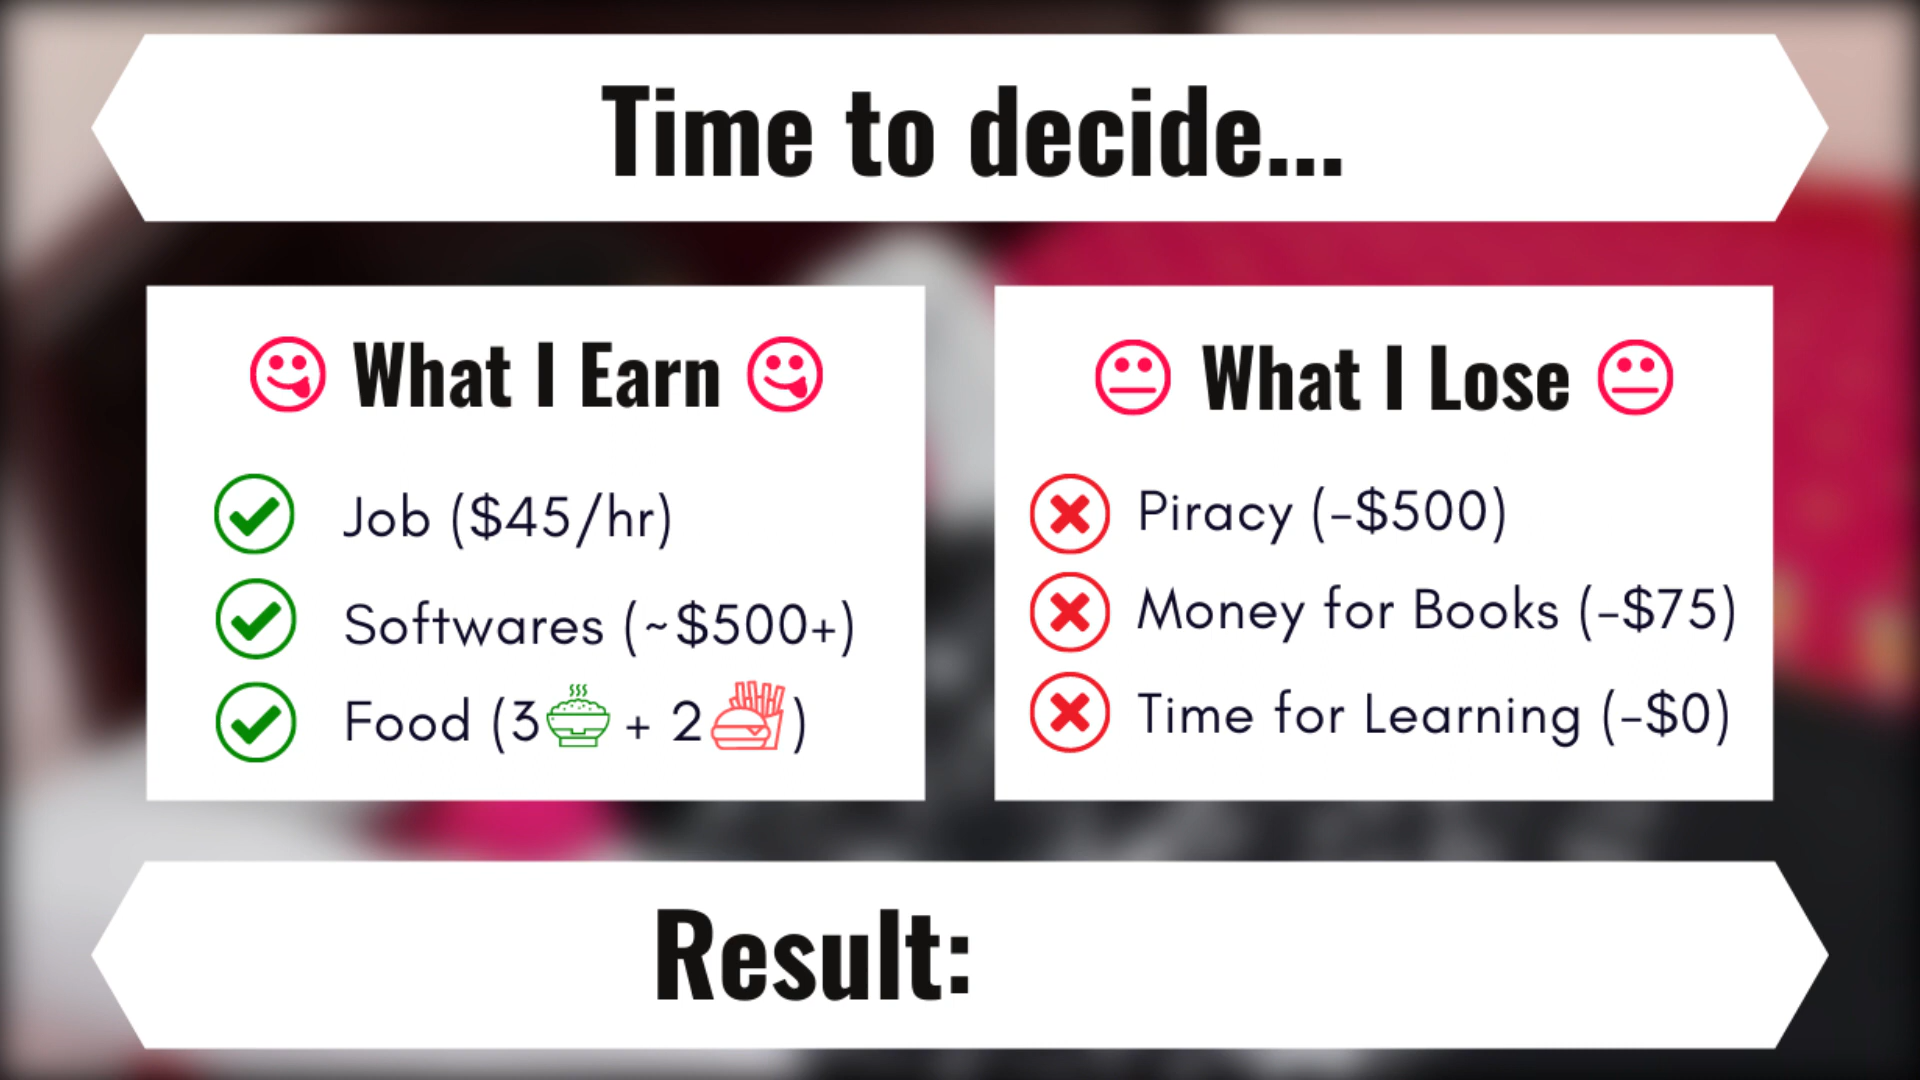 Time to decide...
What I Earn
Job ($45/hr)
Softwares (~$500+)
Food (3 + 2 )
What I Lose
Piracy (-$500)
Money for Books (-$75)
Time for Learning (-$0)
Result: